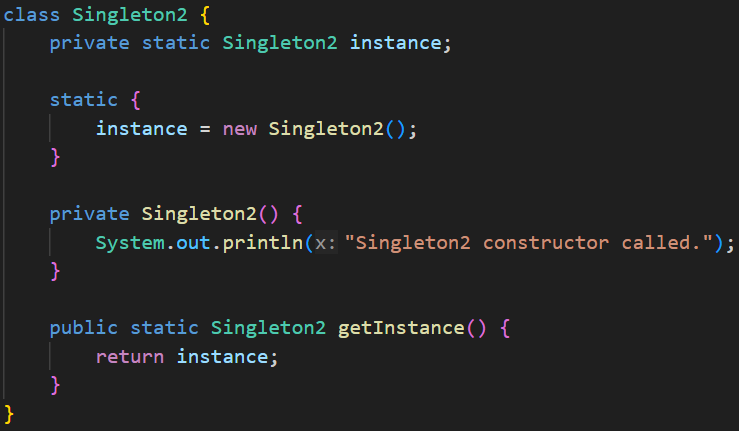 class Singleton2 {
    private static Singleton2 instance;

    static {
        instance = new Singleton2();
    }

    private Singleton2() {
        System.out.println(x: "Singleton2 constructor called.");
    }

    public static Singleton2 getInstance() {
        return instance;
    }
}